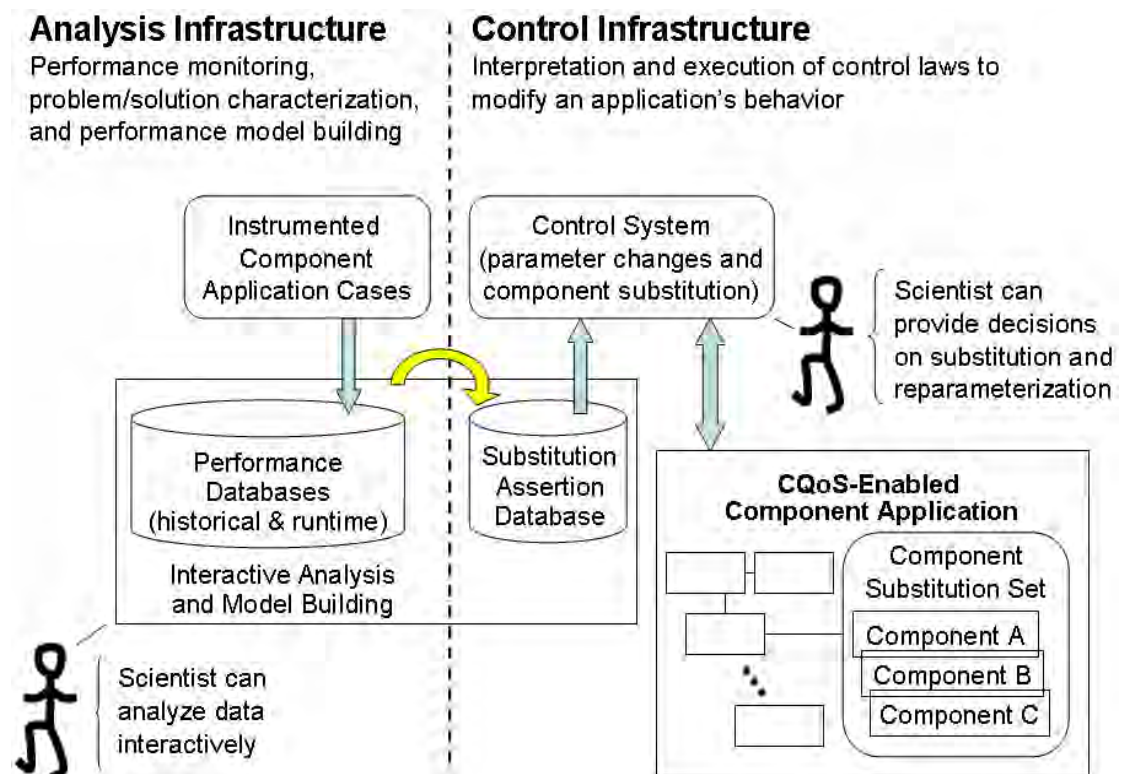 Analysis Infrastructure
Performance monitoring,
problem/solution characterization,
and performance model building
Control Infrastructure
Interpretation and execution of control laws to
modify an application's behavior
Instrumented
Component
Application Cases
Control System
(parameter changes and
component substitution)
Scientist can
provide decisions
on substitution and
reparameterization
Performance
Databases
(historical & runtime)
Substitution
Assertion
Database
Interactive Analysis
and Model Building
CQoS-Enabled
Component Application
Component
Substitution Set
Component A
Component B
Component C
Scientist can
analyze data
interactively